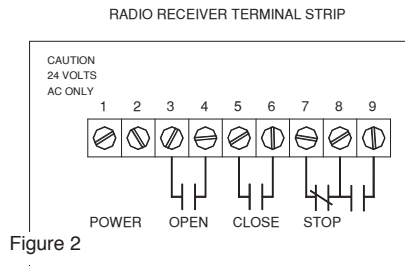 RADIO RECEIVER TERMINAL STRIP
CAUTION
24 VOLTS
AC ONLY
1 2 3 4 5 6 7 8 9
POWER OPEN CLOSE STOP
Figure 2